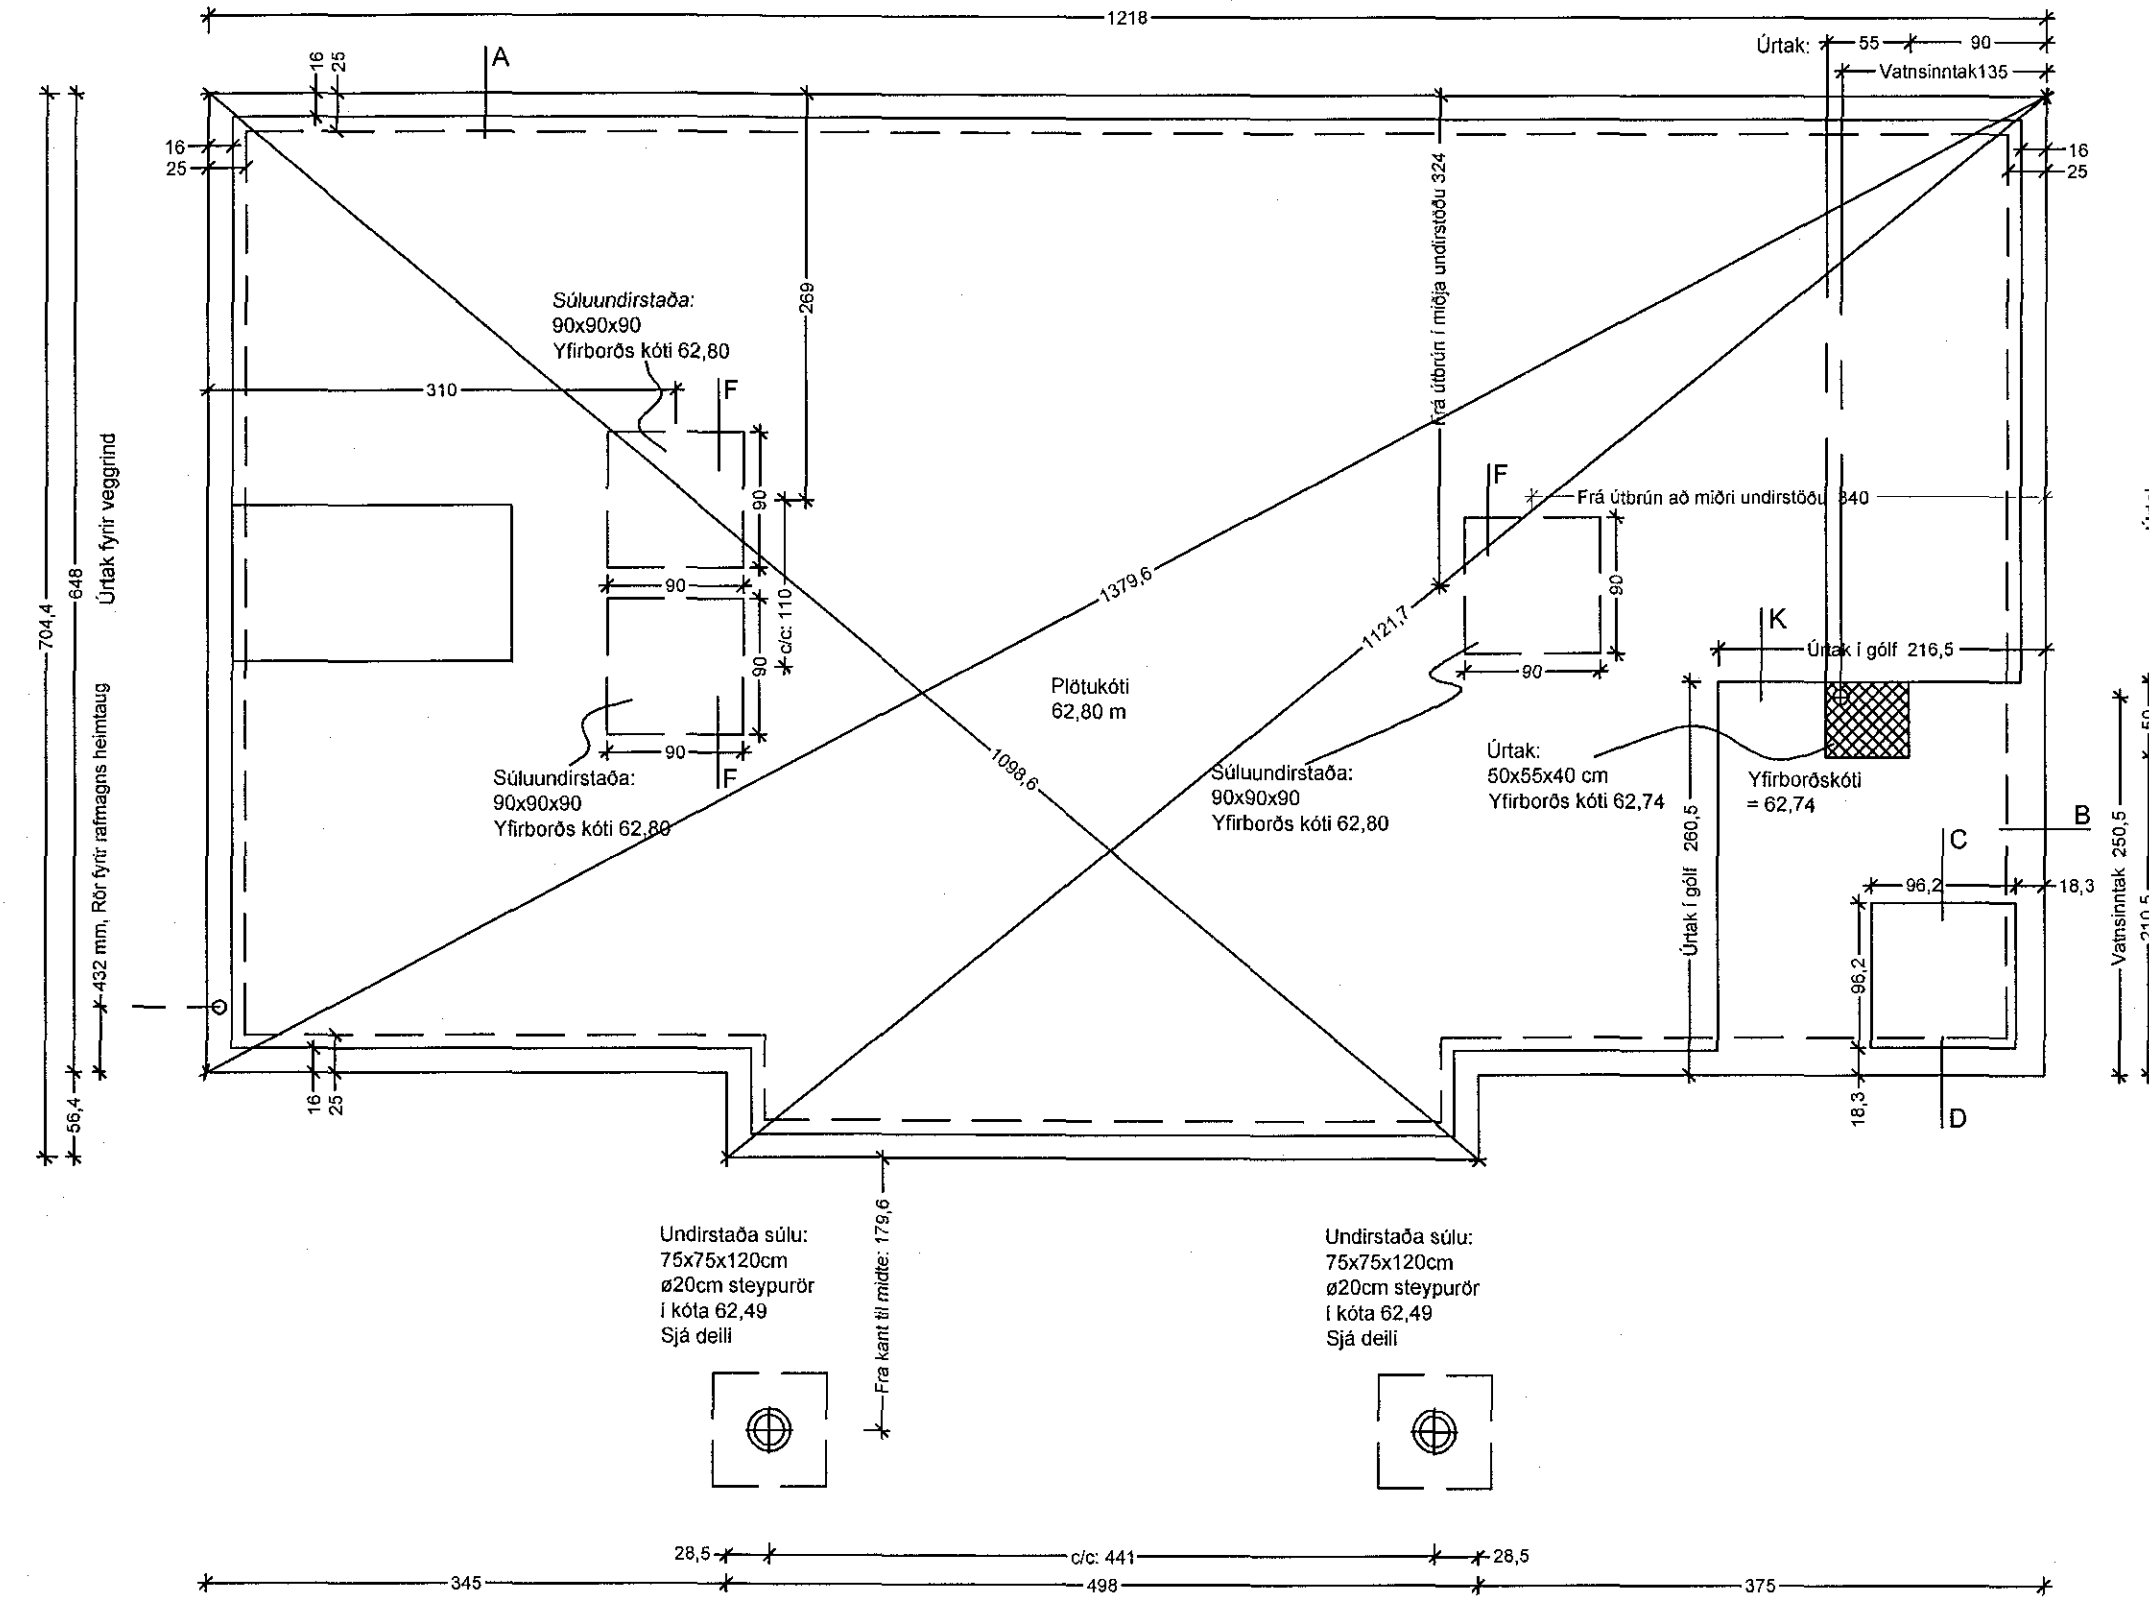 1218
Úrtak: 55 90
Vatnsinntak135
A
16
25
16
25
16
25
704,4
648
56,4
Úrtak fyrir veggrind
432 mm, Rör fyrir rafmagns heimtaug
269
Frá útbrún í miðja undirstöðu 324
Súluundirstaða:
90x90x90
Yfirborðs kóti 62,80
310
F
90
90
c/c: 110
90
90
F
Súluundirstaða:
90x90x90
Yfirborðs kóti 62,80
1379,6
1121,7
1098,6
Plötukóti
62,80 m
F
Frá útbrún að miðri undirstöðu 340
90
90
Súluundirstaða:
90x90x90
Yfirborðs kóti 62,80
K
Úrtak í gólf 216,5
Úrtak í gólf 260,5
Úrtak:
50x55x40 cm
Yfirborðs kóti 62,74
Yfirborðskóti
= 62,74
B
C
96,2
18,3
96,2
18,3
D
Vatnsinntak 250,5
50
210,5
16
25
Fra kant til midte: 179,6
Undirstaða súlu:
75x75x120cm
ø20cm steypurör
í kóta 62,49
Sjá deili
Undirstaða súlu:
75x75x120cm
ø20cm steypurör
í kóta 62,49
Sjá deili
28,5
c/c: 441
28,5
345
498
375